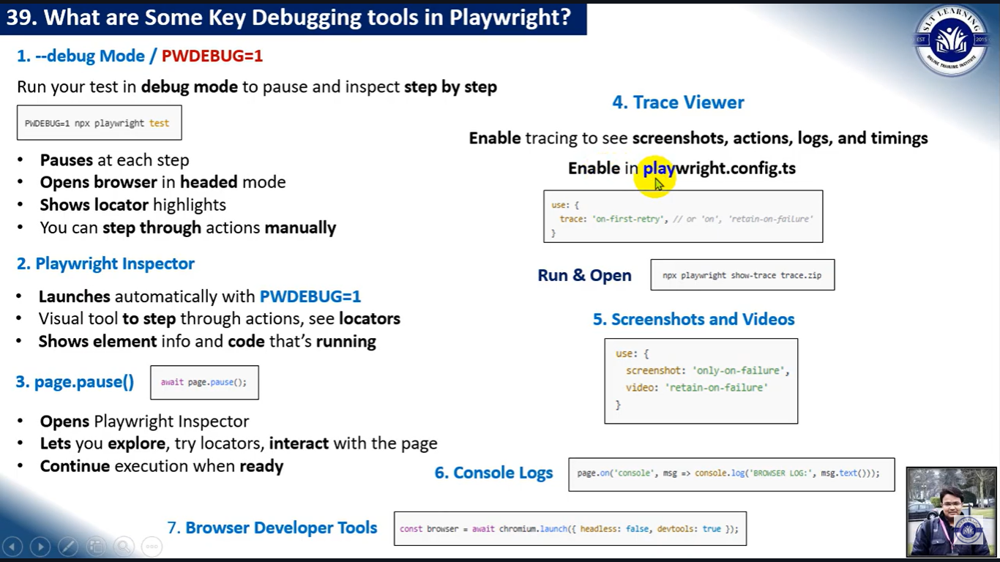 39. What are Some Key Debugging tools in Playwright?
SLT LEARNING
EST 2015
ONLINE TRAINING INSTITUTE
1. --debug Mode / PWDEBUG=1
Run your test in debug mode to pause and inspect step by step
PWDEBUG=1 npx playwright test
• Pauses at each step
• Opens browser in headed mode
• Shows locator highlights
• You can step through actions manually
2. Playwright Inspector
• Launches automatically with PWDEBUG=1
• Visual tool to step through actions, see locators
• Shows element info and code that’s running
3. page.pause()
await page.pause();
• Opens Playwright Inspector
• Lets you explore, try locators, interact with the page
• Continue execution when ready
4. Trace Viewer
Enable tracing to see screenshots, actions, logs, and timings
Enable in playwright.config.ts
use: {
trace: 'on-first-retry', // or 'on', 'retain-on-failure'
}
Run & Open
npx playwright show-trace trace.zip
5. Screenshots and Videos
use: {
screenshot: 'only-on-failure',
video: 'retain-on-failure'
}
6. Console Logs
page.on('console', msg => console.log('BROWSER LOG:', msg.text()));
7. Browser Developer Tools
const browser = await chromium.launch({ headless: false, devtools: true });